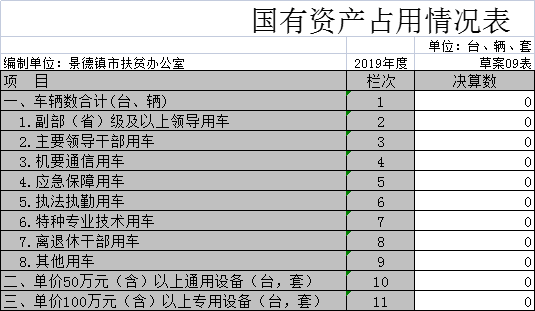 国有资产占用情况表
单位：台、辆、套
编制单位：景德镇市扶贫办公室 2019年度 草案09表
项 目 栏次 决算数
一、车辆数合计(台、辆) 1 0
1.副部（省）级及以上领导用车 2 0
2.主要领导干部用车 3 0
3.机要通信用车 4 0
4.应急保障用车 5 0
5.执法执勤用车 6 0
6.特种专业技术用车 7 0
7.离退休干部用车 8 0
8.其他用车 9 0
二、单价50万元（含）以上通用设备（台，套） 10 0
三、单价100万元（含）以上专用设备（台，套） 11 0